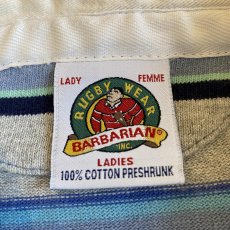 LADY FEMME
RUGBY WEAR
BARBARIAN®
INC.
LADIES
100% COTTON PRESHRUNK